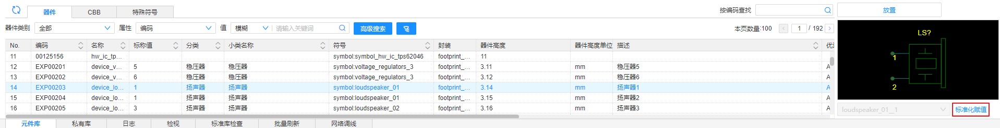 器件 CBB 特殊符号 按编码查找 放置
器件类别 全部 属性 编码 值 模糊 请输入关键词 高级搜索 本页数量:100 < 1 / 192 >
No. 编码 名称 标称值 分类 小类名称 符号 封装 器件高度 器件高度单位 描述
11 00125156 hw_ic_tp... symbol:symbol_hw_ic_tps62046 footprint_... 11
12 EXP00201 device_v... 5 稳压器 稳压器 symbol:voltage_regulators_3 footprint_... 3.11 mm 稳压器5 A
13 EXP00202 device_v... 6 稳压器 稳压器 symbol:voltage_regulators_3 footprint_... 3.12 mm 稳压器6 A
14 EXP00203 device_lo... 1 扬声器 扬声器 symbol:loudspeaker_01 footprint_... 3.14 mm 扬声器1 A
15 EXP00204 device_lo... 1 扬声器 扬声器 symbol:loudspeaker_01 footprint_... 3.15 mm 扬声器2 A
16 EXP00205 device_lo... 3 扬声器 扬声器 symbol:loudspeaker_02 footprint_... 3.16 mm 扬声器3 A
LS?
1
2
loudspeaker_01__1 标准化赋值
元件库 私有库 日志 检视 标准库检查 批量刷新 网络调线